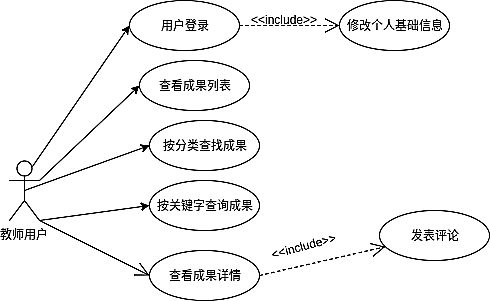 用户登录
<<include>>
修改个人基础信息
查看成果列表
按分类查找成果
按关键字查询成果
教师用户
发表评论
<<include>>
查看成果详情